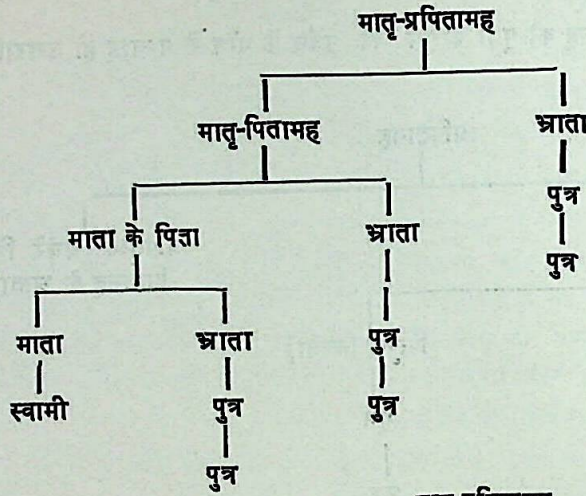 मातृ-प्रपितामह
मातृ-पितामह
भ्राता
पुत्र
माता के पिता
भ्राता
पुत्र
माता
भ्राता
पुत्र
स्वामी
पुत्र
पुत्र
पुत्र